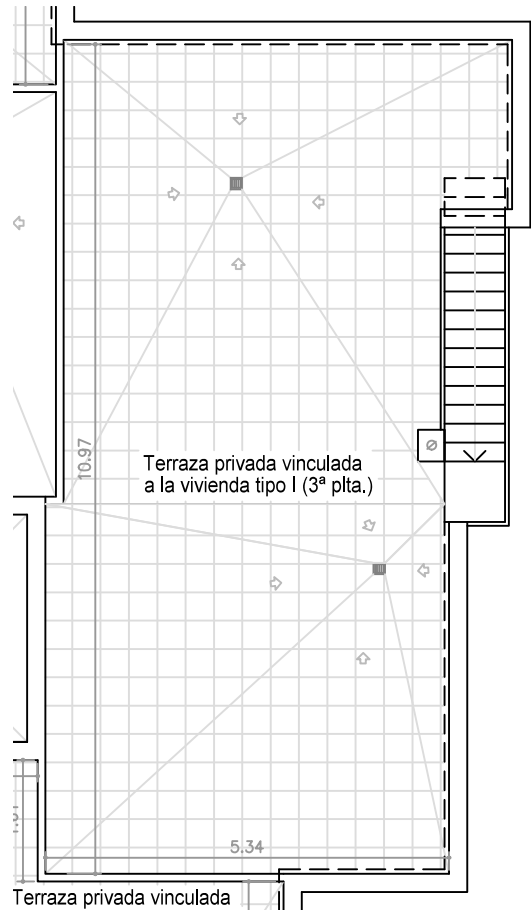 10.97
Terraza privada vinculada
a la vivienda tipo I (3ª plta.)
5.34
Terraza privada vinculada